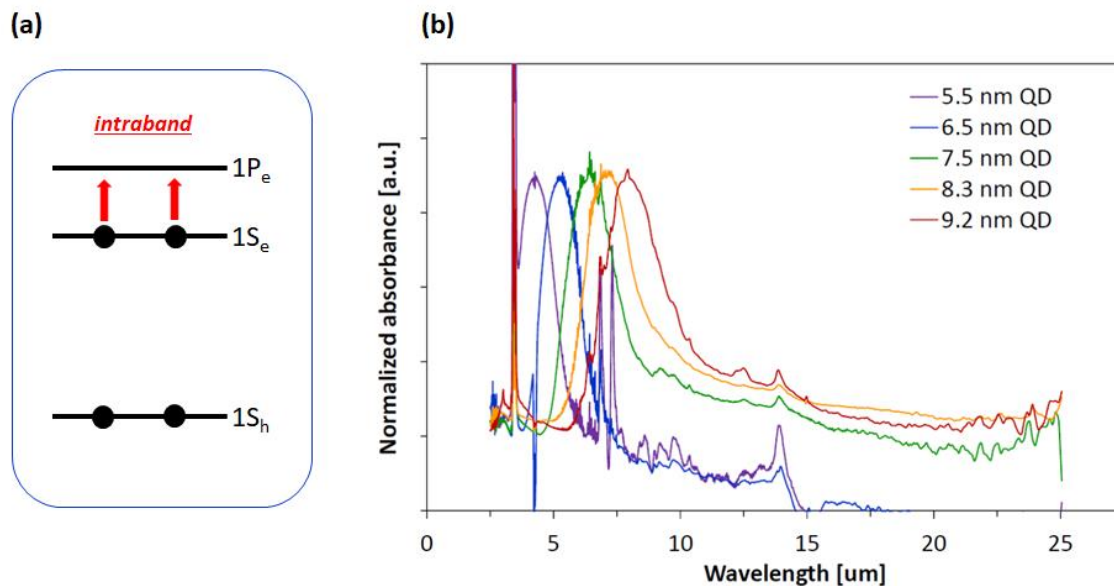 (a)
intraband
1Pₑ
1Sₑ
1Sₕ
(b)
Normalized absorbance [a.u.]
5.5 nm QD
6.5 nm QD
7.5 nm QD
8.3 nm QD
9.2 nm QD
0 5 10 15 20 25
Wavelength [um]